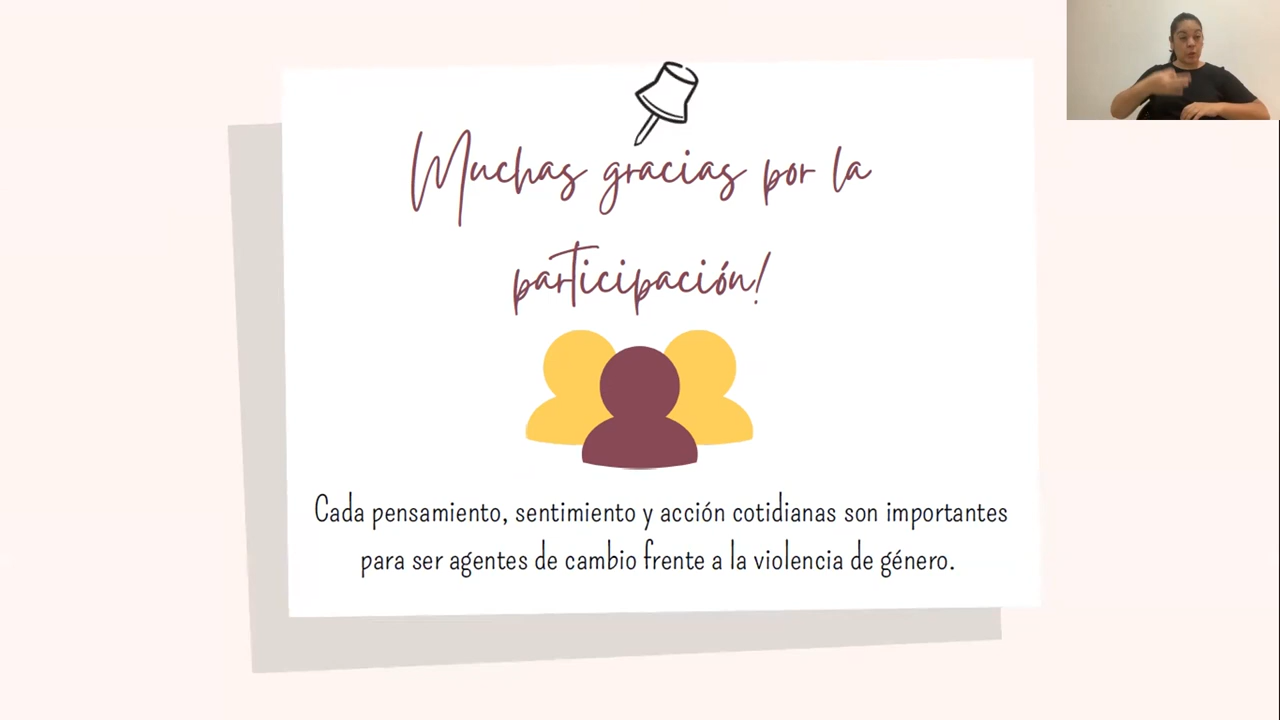 Muchas gracias por la
participación!
Cada pensamiento, sentimiento y acción cotidianas son importantes
para ser agentes de cambio frente a la violencia de género.